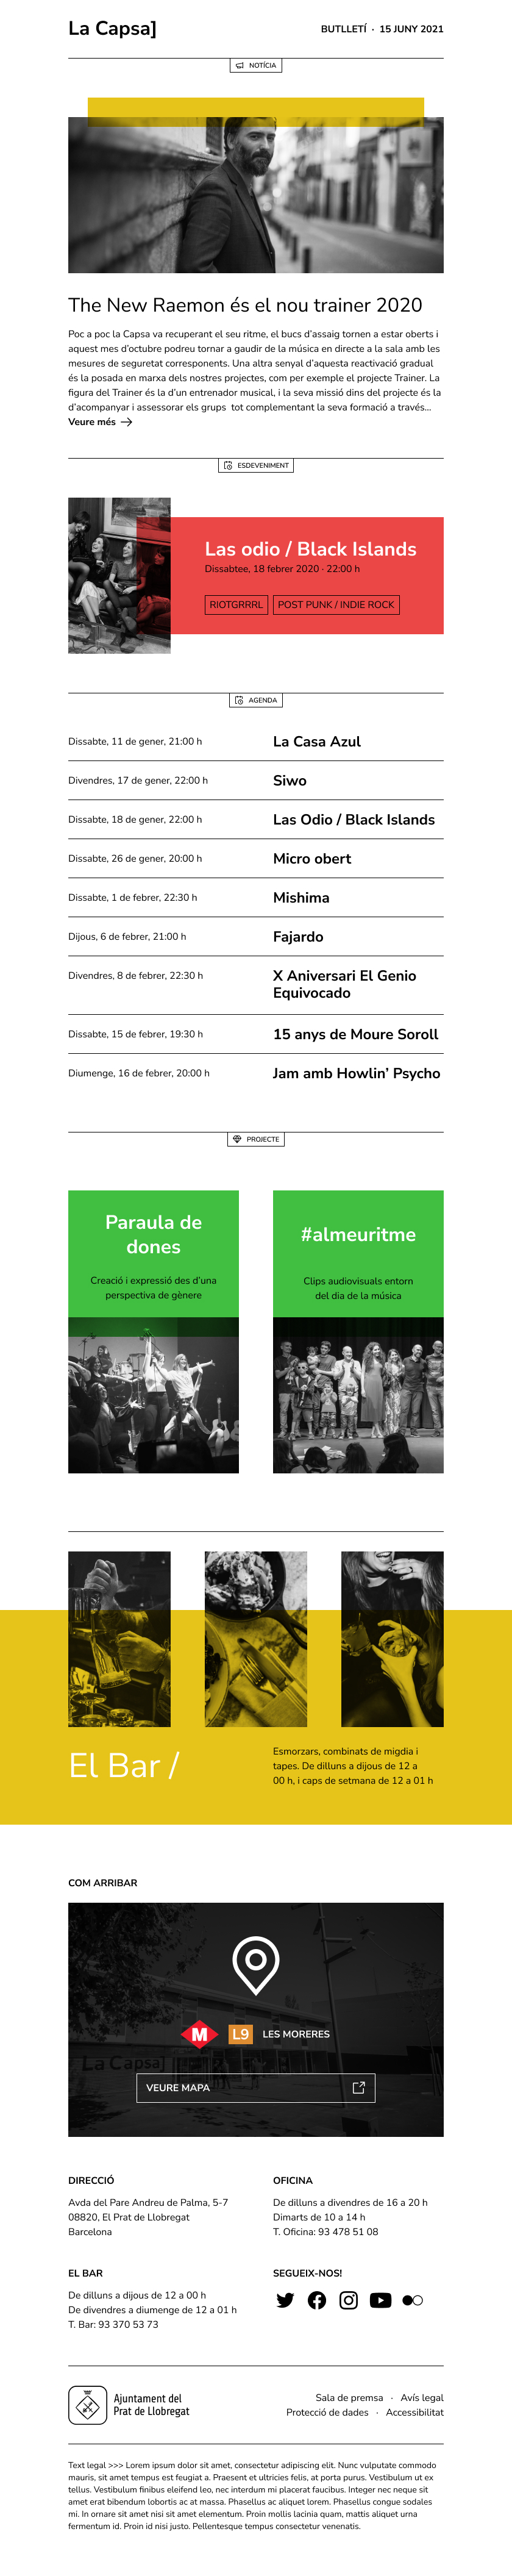 La Capsa]
BUTLLETÍ · 15 JUNY 2021
NOTÍCIA
The New Raemon és el nou trainer 2020
Poc a poc la Capsa va recuperant el seu ritme, el bucs d’assaig tornen a estar oberts i
aquest mes d’octubre podreu tornar a gaudir de la música en directe a la sala amb les
mesures de seguretat corresponents. Una altra senyal d’aquesta reactivació gradual
és la posada en marxa dels nostres projectes, com per exemple el projecte Trainer. La
figura del Trainer és la d’un entrenador musical, i la seva missió dins del projecte és la
d’acompanyar i assessorar els grups tot complementant la seva formació a través...
Veure més
ESDEVENIMENT
Las odio / Black Islands
Dissabtee, 18 febrer 2020 · 22:00 h
RIOTGRRRL
POST PUNK / INDIE ROCK
AGENDA
Dissabte, 11 de gener, 21:00 h
La Casa Azul
Divendres, 17 de gener, 22:00 h
Siwo
Dissabte, 18 de gener, 22:00 h
Las Odio / Black Islands
Dissabte, 26 de gener, 20:00 h
Micro obert
Dissabte, 1 de febrer, 22:30 h
Mishima
Dijous, 6 de febrer, 21:00 h
Fajardo
Divendres, 8 de febrer, 22:30 h
X Aniversari El Genio
Equivocado
Dissabte, 15 de febrer, 19:30 h
15 anys de Moure Soroll
Diumenge, 16 de febrer, 20:00 h
Jam amb Howlin’ Psycho
PROJECTE
Paraula de
dones
Creació i expressió des d’una
perspectiva de gènere
#almeuritme
Clips audiovisuals entorn
del dia de la música
El Bar /
Esmorzars, combinats de migdia i
tapes. De dilluns a dijous de 12 a
00 h, i caps de setmana de 12 a 01 h
COM ARRIBAR
M
L9
LES MORERES
La Capsa]
VEURE MAPA
DIRECCIÓ
Avda del Pare Andreu de Palma, 5-7
08820, El Prat de Llobregat
Barcelona
OFICINA
De dilluns a divendres de 16 a 20 h
Dimarts de 10 a 14 h
T. Oficina: 93 478 51 08
EL BAR
De dilluns a dijous de 12 a 00 h
De divendres a diumenge de 12 a 01 h
T. Bar: 93 370 53 73
SEGUEIX-NOS!
Ajuntament del
Prat de Llobregat
Sala de premsa · Avís legal
Protecció de dades · Accessibilitat
Text legal >>> Lorem ipsum dolor sit amet, consectetur adipiscing elit. Nunc vulputate commodo
mauris, sit amet tempus est feugiat a. Praesent et ultricies felis, at porta purus. Vestibulum ut ex
tellus. Vestibulum finibus eleifend leo, nec interdum mi placerat faucibus. Integer nec neque sit
amet erat bibendum lobortis ac at massa. Phasellus ac aliquet lorem. Phasellus congue sodales
mi. In ornare sit amet nisi sit amet elementum. Proin mollis lacinia quam, mattis aliquet urna
fermentum id. Proin id nisi justo. Pellentesque tempus consectetur venenatis.